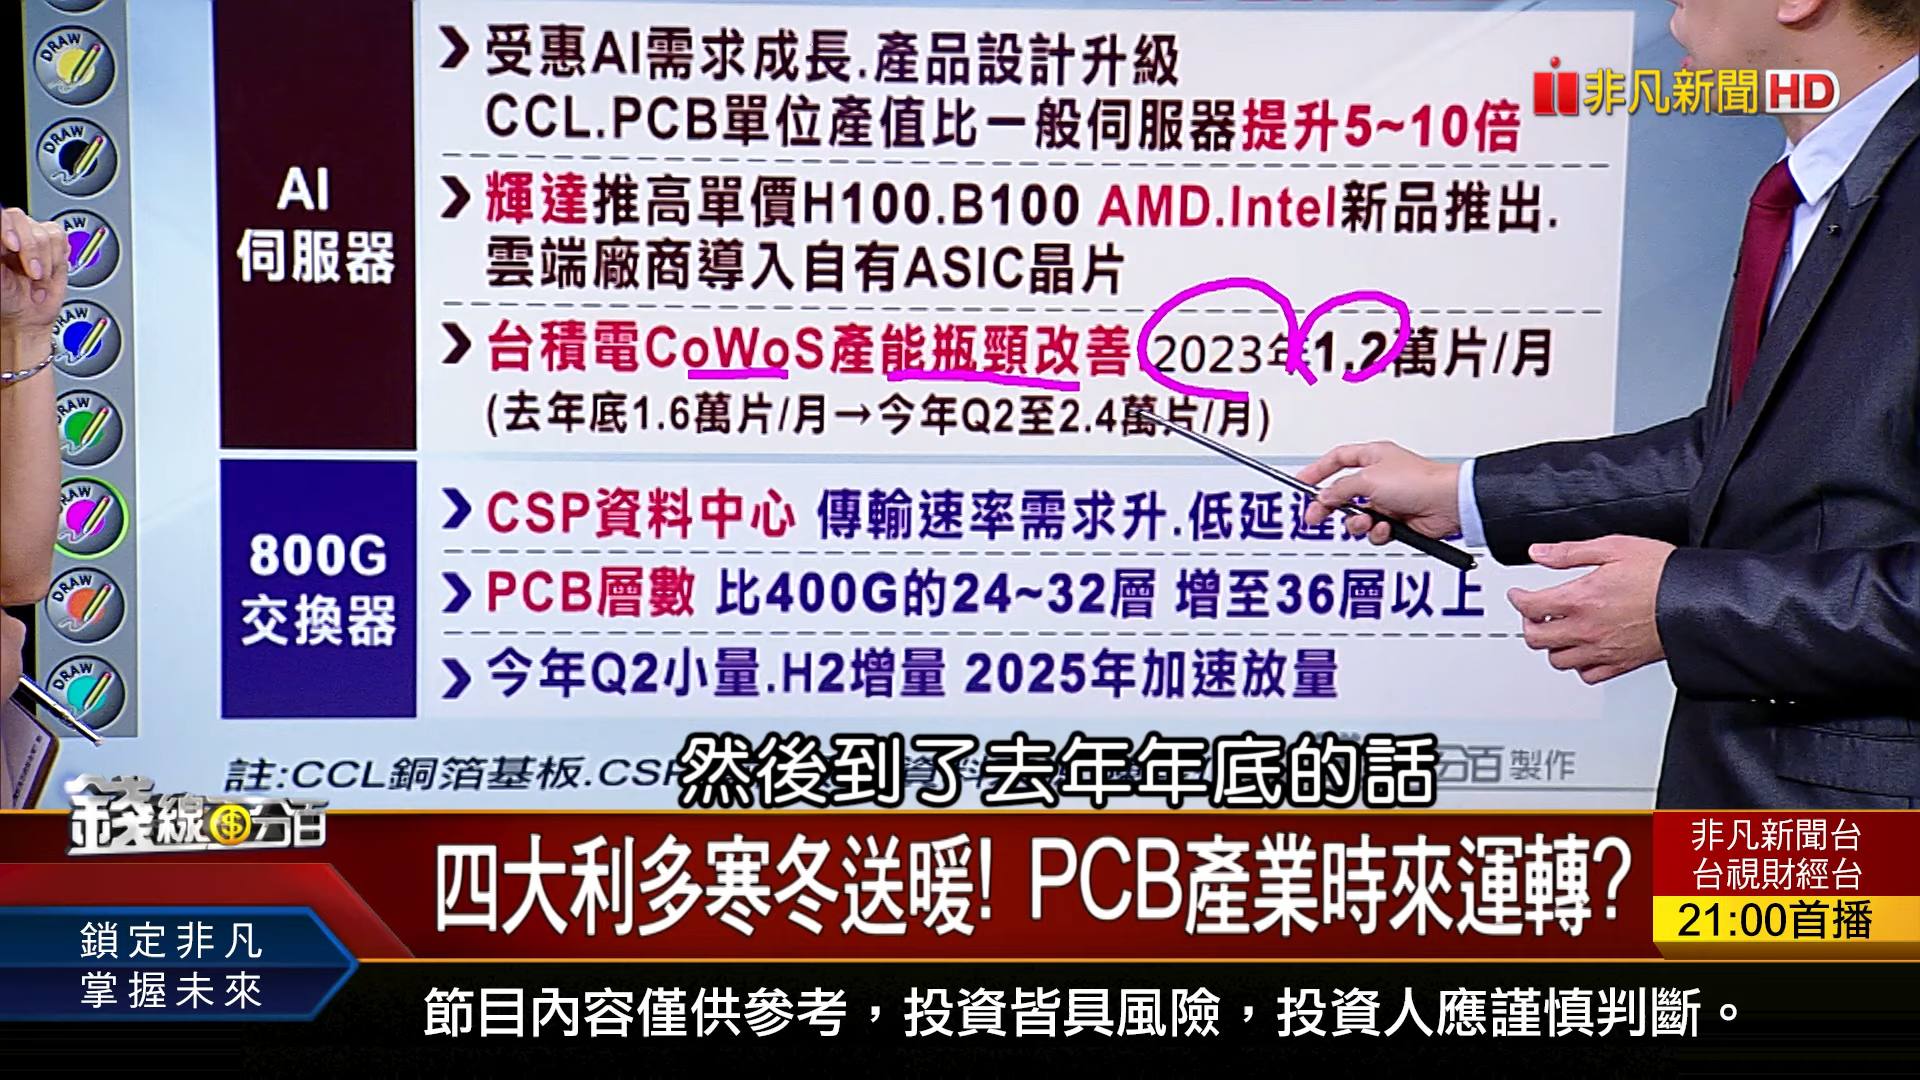 受惠AI需求成長.產品設計升級
CCL.PCB單位產值比一般伺服器提升5~10倍
非凡新聞HD
AI
伺服器
輝達推高單價H100.B100 AMD.Intel新品推出.
雲端廠商導入自有ASIC晶片
台積電CoWoS產能瓶頸改善.2023年1.2萬片/月
(去年底1.6萬片/月→今年Q2至2.4萬片/月)
800G
交換器
CSP資料中心 傳輸速率需求升.低延遲
PCB層數 比400G的24~32層 增至36層以上
今年Q2小量.H2增量 2025年加速放量
註:CCL銅箔基板.CSP
分百 製作
然後到了去年年底的話
DRAW
DRAW
DRAW
DRAW
DRAW
DRAW
DRAW
DRAW
錢線百分百
四大利多寒冬送暖! PCB產業時來運轉?
非凡新聞台
台視財經台
21:00首播
鎖定非凡
掌握未來
節目內容僅供參考，投資皆具風險，投資人應謹慎判斷。